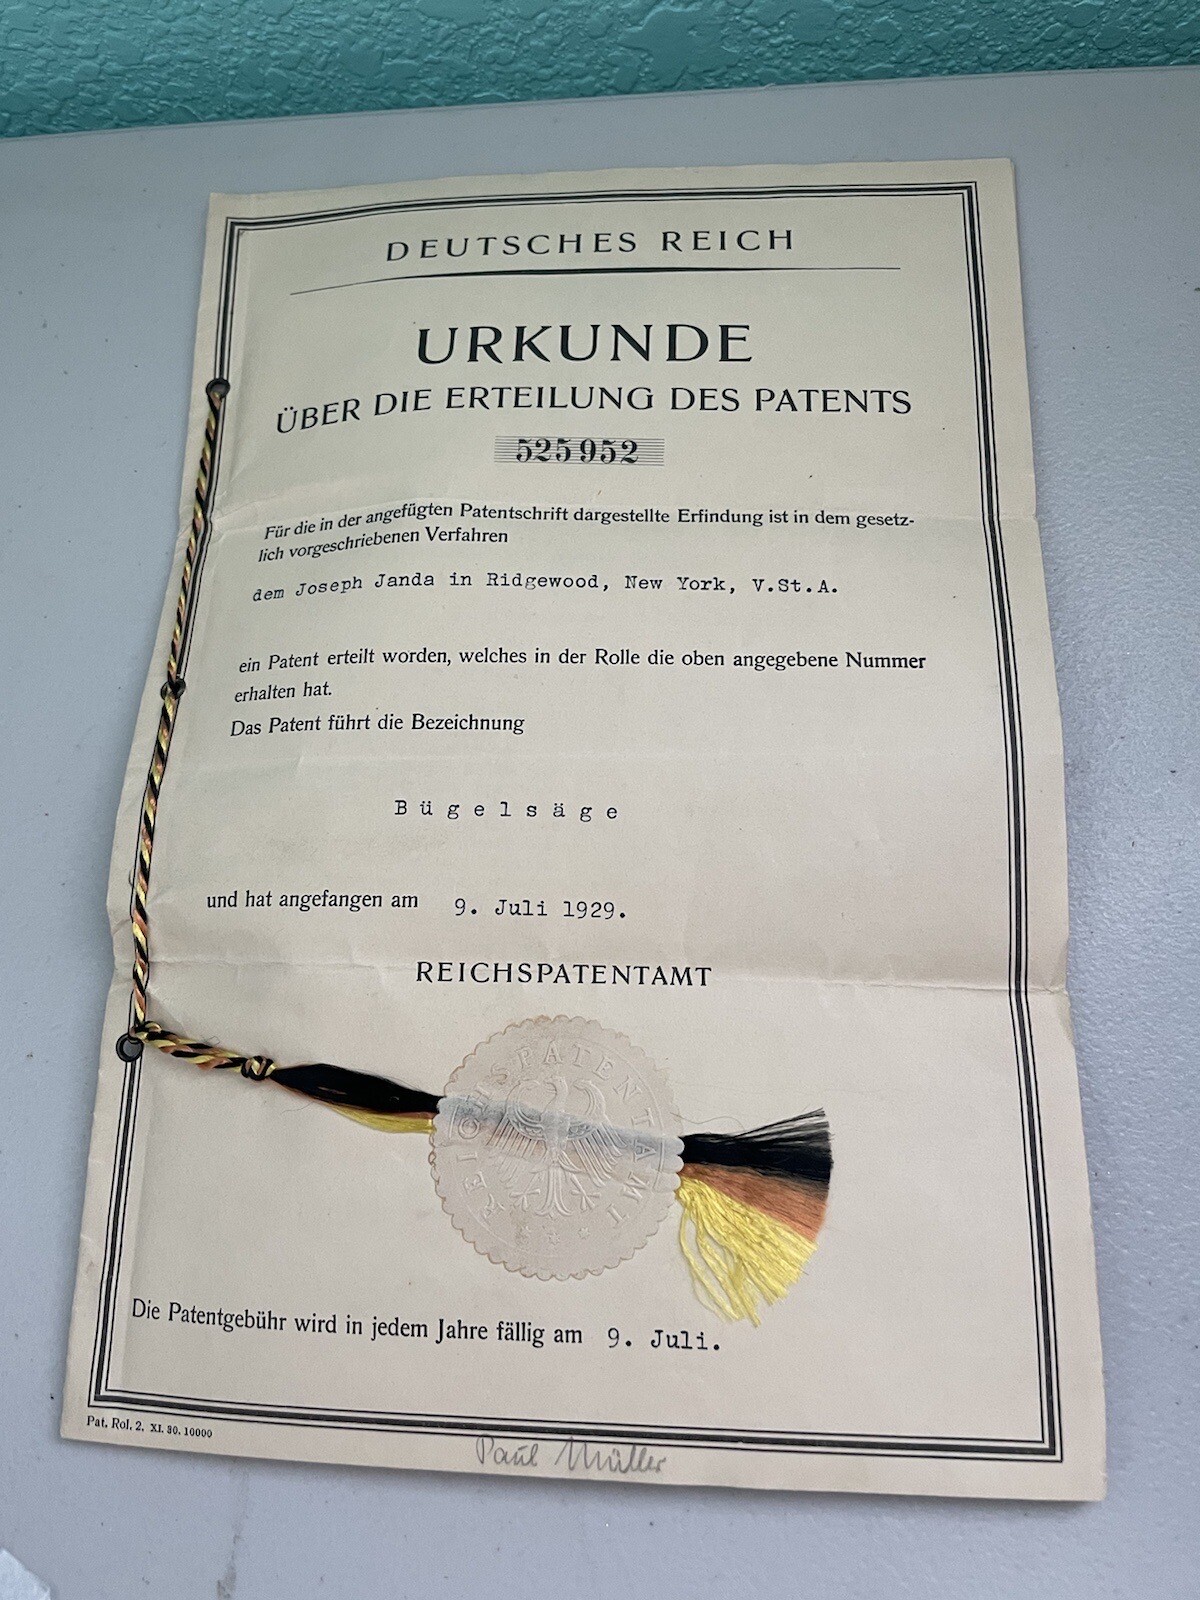 DEUTSCHES REICH
URKUNDE
ÜBER DIE ERTEILUNG DES PATENTS
525952
Für die in der angefügten Patentschrift dargestellte Erfindung ist in dem gesetz-
lich vorgeschriebenen Verfahren
dem Joseph Janda in Ridgewood, New York, V.St.A.
ein Patent erteilt worden, welches in der Rolle die oben angegebene Nummer
erhalten hat.
Das Patent führt die Bezeichnung
Bügelsäge
und hat angefangen am 9. Juli 1929.
REICHSPATENTAMT
REICHSPATENTAMT
Die Patentgebühr wird in jedem Jahre fällig am 9. Juli.
Pat. Rol. 2. XI. 30. 10000
Paul Müller